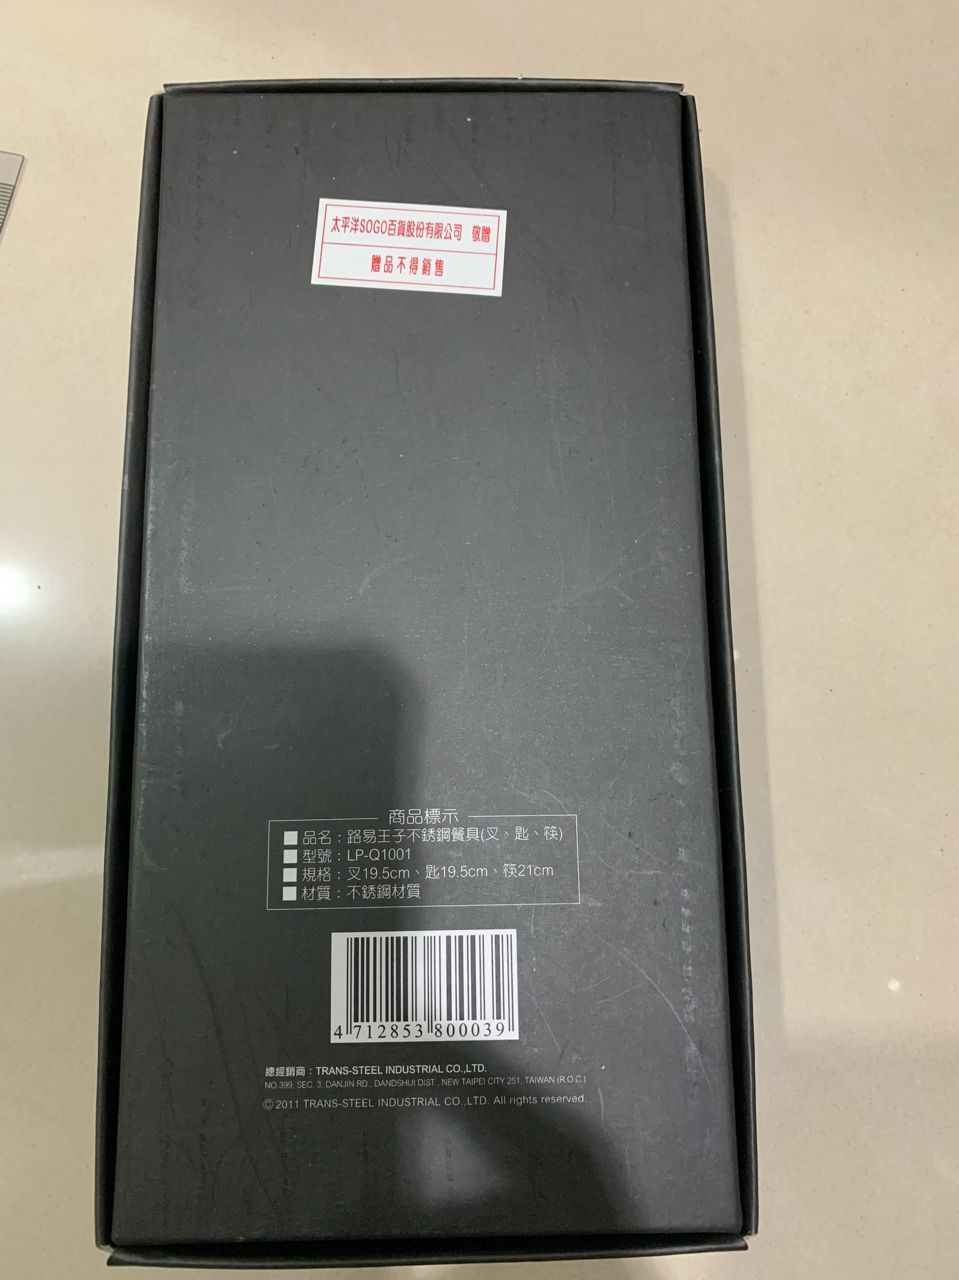 太平洋SOGO百貨股份有限公司 敬贈
贈品不得銷售
商品標示
品名：路易王子不銹鋼餐具(叉、匙、筷)
型號：LP-Q1001
規格：叉19.5cm、匙19.5cm、筷21cm
材質：不銹鋼材質
4 712853 800039
總經銷商：TRANS-STEEL INDUSTRIAL CO.,LTD.
NO.399, SEC. 3, DANJIN RD., DANDSHUI DIST., NEW TAIPEI CITY 251, TAIWAN (R.O.C.)
© 2011 TRANS-STEEL INDUSTRIAL CO.,LTD. All rights reserved.